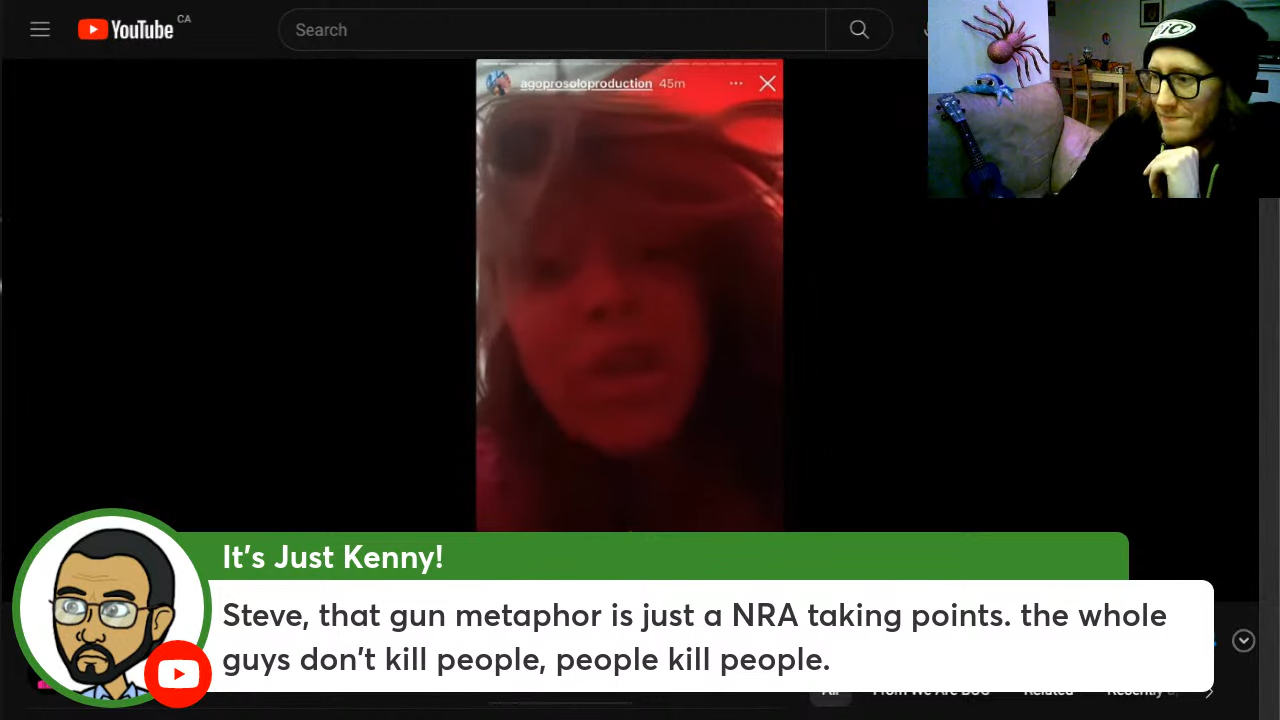 YouTube CA
Search
agoprosoloproduction 45m
iC
It's Just Kenny!
Steve, that gun metaphor is just a NRA taking points. the whole
guys don't kill people, people kill people.